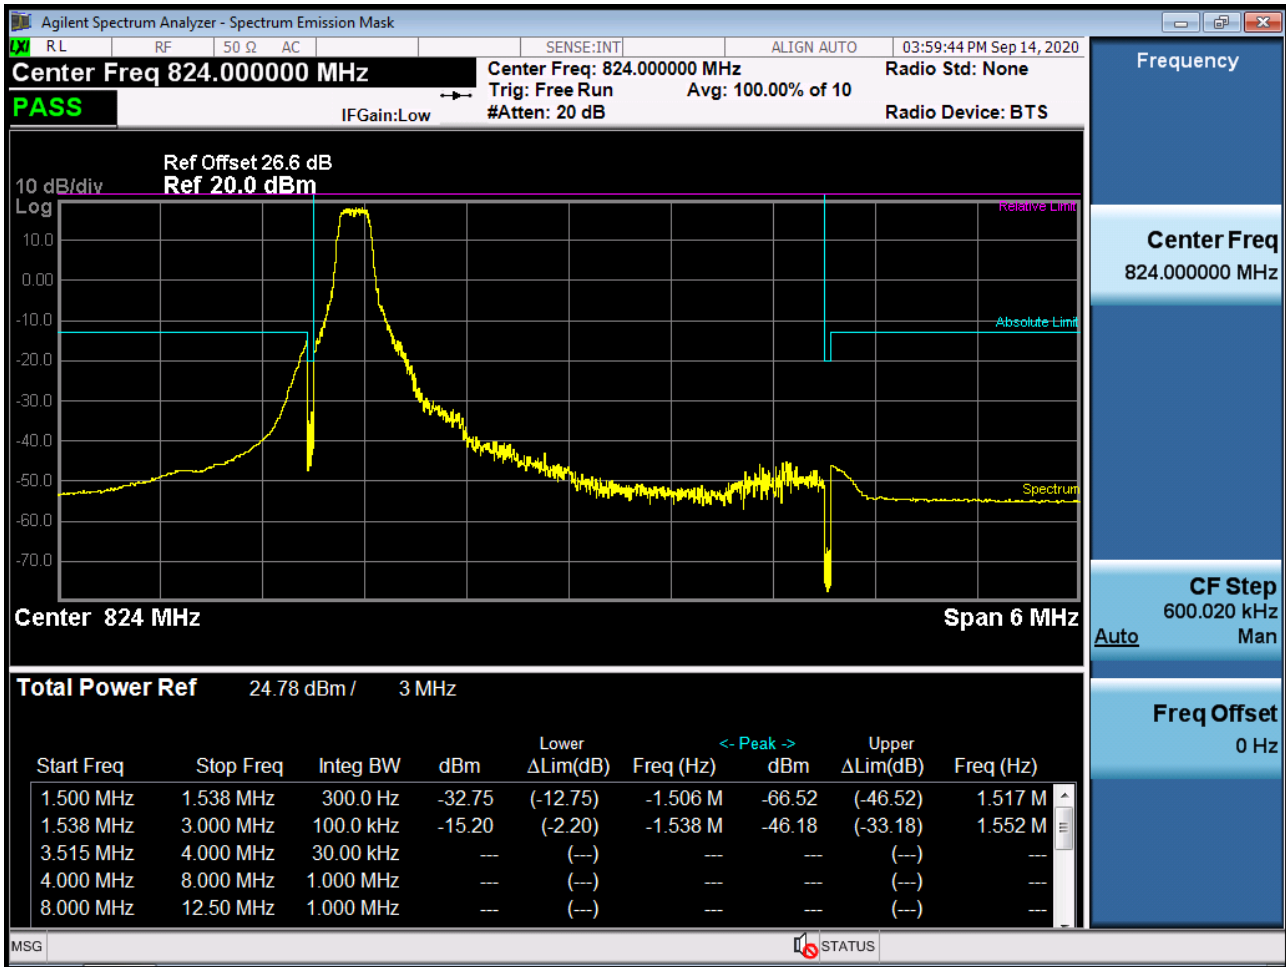 Agilent Spectrum Analyzer - Spectrum Emission Mask
LXI RL RF 50 Ω AC SENSE:INT ALIGN AUTO 03:59:44 PM Sep 14, 2020
Center Freq 824.000000 MHz
Center Freq: 824.000000 MHz Radio Std: None
Trig: Free Run Avg: 100.00% of 10
PASS IFGain:Low #Atten: 20 dB Radio Device: BTS
Frequency
Ref Offset 26.6 dB
10 dB/div Ref 20.0 dBm
Log
Relative Limit
10.0
0.00
-10.0
Absolute Limit
-20.0
-30.0
-40.0
-50.0
Spectrum
-60.0
-70.0
Center 824 MHz Span 6 MHz
Center Freq
824.000000 MHz
CF Step
600.020 kHz
Auto Man
Freq Offset
0 Hz
Total Power Ref 24.78 dBm / 3 MHz
Lower <- Peak -> Upper
Start Freq Stop Freq Integ BW dBm ΔLim(dB) Freq (Hz) dBm ΔLim(dB) Freq (Hz)
1.500 MHz 1.538 MHz 300.0 Hz -32.75 (-12.75) -1.506 M -66.52 (-46.52) 1.517 M
1.538 MHz 3.000 MHz 100.0 kHz -15.20 (-2.20) -1.538 M -46.18 (-33.18) 1.552 M
3.515 MHz 4.000 MHz 30.00 kHz --- (---) --- --- (---) ---
4.000 MHz 8.000 MHz 1.000 MHz --- (---) --- --- (---) ---
8.000 MHz 12.50 MHz 1.000 MHz --- (---) --- --- (---) ---
MSG STATUS